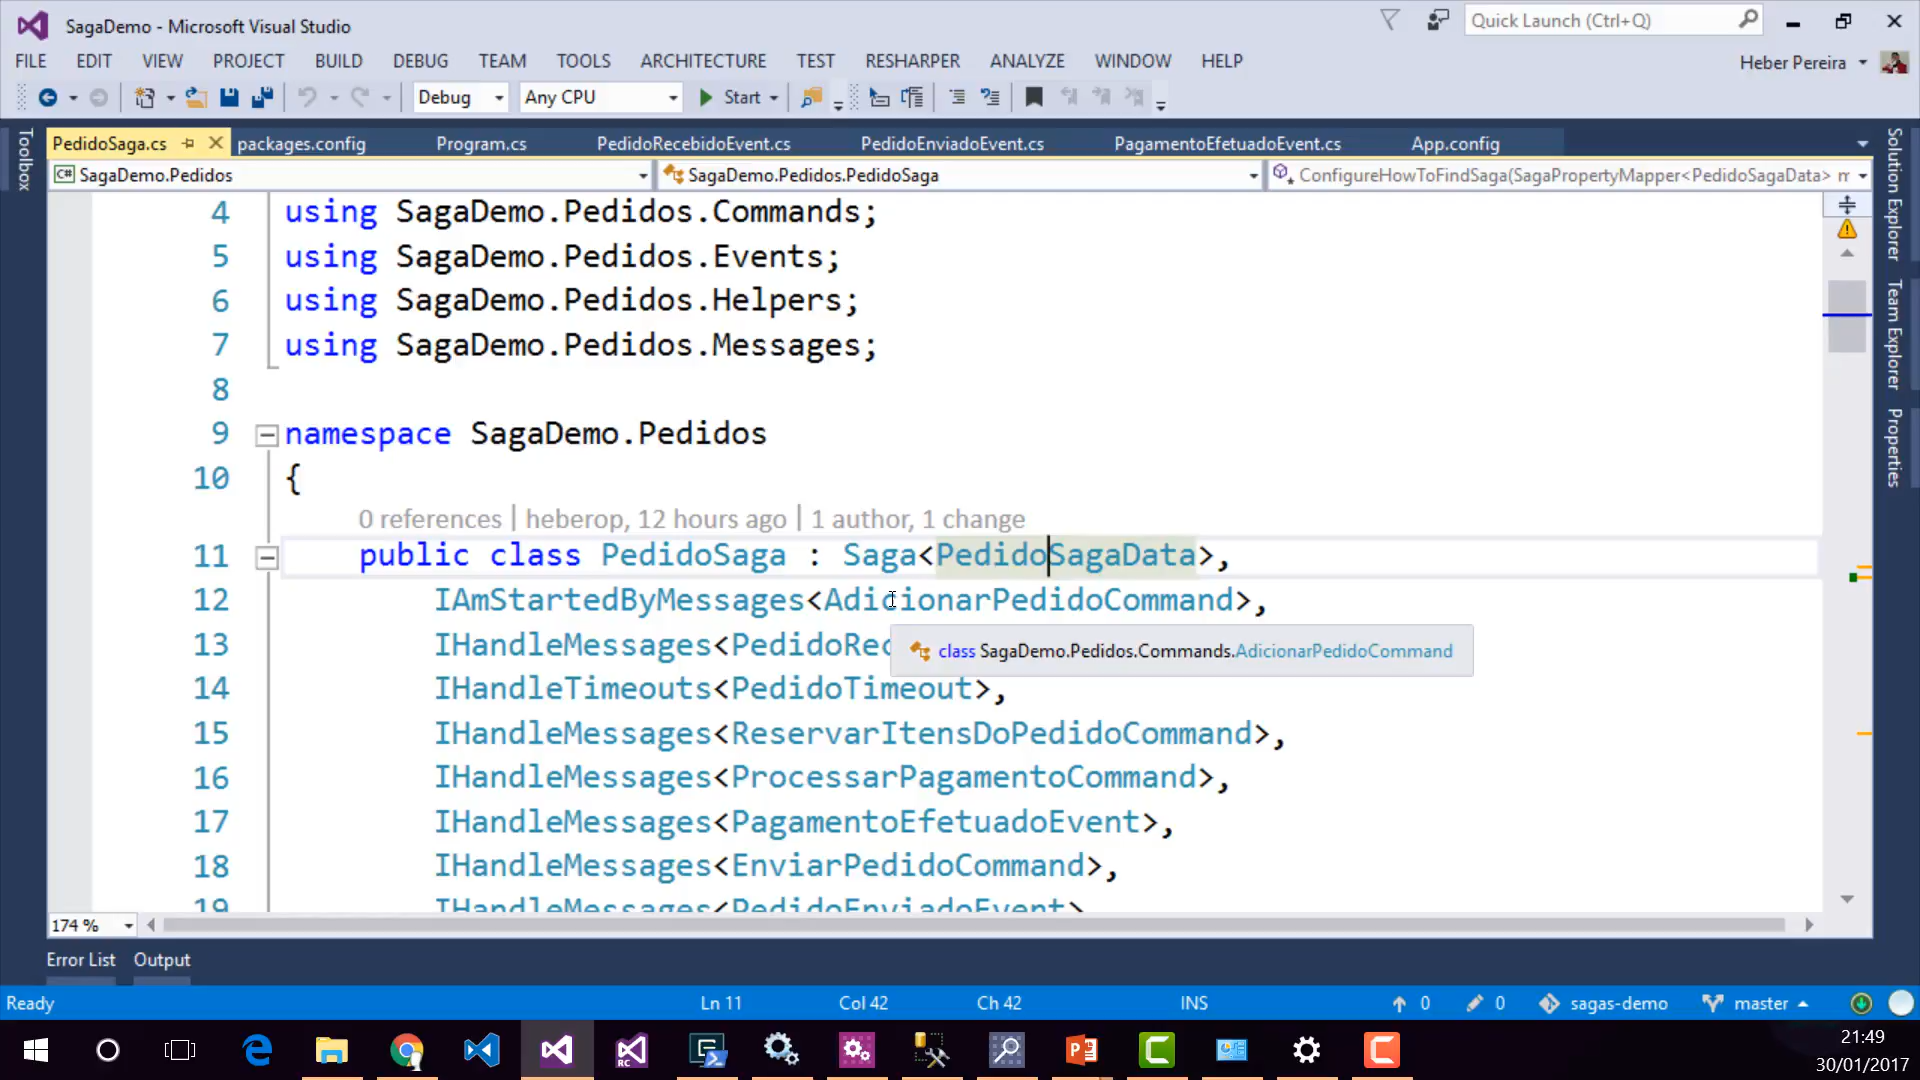 SagaDemo - Microsoft Visual Studio
Quick Launch (Ctrl+Q)
FILE EDIT VIEW PROJECT BUILD DEBUG TEAM TOOLS ARCHITECTURE TEST RESHARPER ANALYZE WINDOW HELP
Heber Pereira
Debug Any CPU Start
Toolbox
PedidoSaga.cs packages.config Program.cs PedidoRecebidoEvent.cs PedidoEnviadoEvent.cs PagamentoEfetuadoEvent.cs App.config
C# SagaDemo.Pedidos SagaDemo.Pedidos.PedidoSaga ConfigureHowToFindSaga(SagaPropertyMapper<PedidoSagaData> m
4 using SagaDemo.Pedidos.Commands;
5 using SagaDemo.Pedidos.Events;
6 using SagaDemo.Pedidos.Helpers;
7 using SagaDemo.Pedidos.Messages;
8
9 namespace SagaDemo.Pedidos
10 {
0 references | heberop, 12 hours ago | 1 author, 1 change
11 public class PedidoSaga : Saga<PedidoSagaData>,
12 IAmStartedByMessages<AdicionarPedidoCommand>,
13 IHandleMessages<PedidoRec
class SagaDemo.Pedidos.Commands.AdicionarPedidoCommand
14 IHandleTimeouts<PedidoTimeout>,
15 IHandleMessages<ReservarItensDoPedidoCommand>,
16 IHandleMessages<ProcessarPagamentoCommand>,
17 IHandleMessages<PagamentoEfetuadoEvent>,
18 IHandleMessages<EnviarPedidoCommand>,
19 IHandleMessages<PedidoEnviadoEvent>
Solution Explorer
Team Explorer
Properties
174 %
Error List Output
Ready Ln 11 Col 42 Ch 42 INS 0 0 sagas-demo master
RC
21:49
30/01/2017